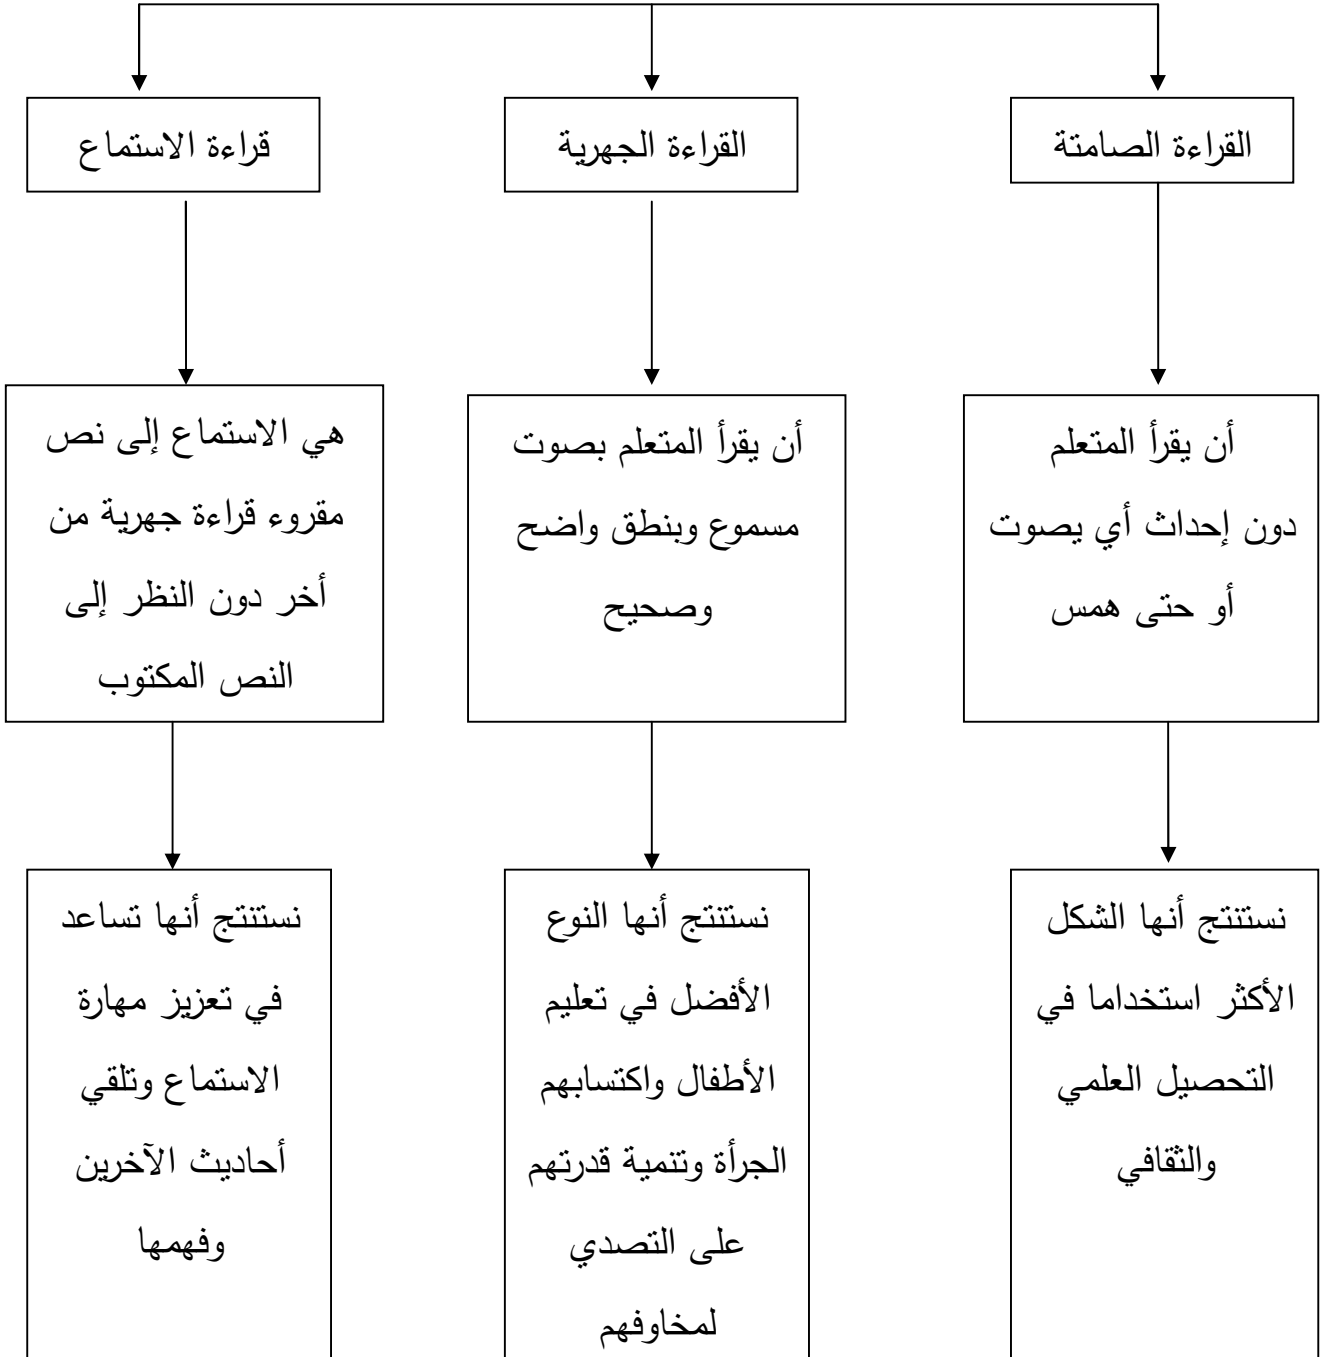 القراءة الصامتة
القراءة الجهرية
قراءة الاستماع
أن يقرأ المتعلم
دون إحداث أي يصوت
أو حتى همس
أن يقرأ المتعلم بصوت
مسموع وبنطق واضح
وصحيح
هي الاستماع إلى نص
مقروء قراءة جهرية من
أخر دون النظر إلى
النص المكتوب
نستنتج أنها الشكل
الأكثر استخداما في
التحصيل العلمي
والثقافي
نستنتج أنها النوع
الأفضل في تعليم
الأطفال واكتسابهم
الجرأة وتنمية قدرتهم
على التصدي
لمخاوفهم
نستنتج أنها تساعد
في تعزيز مهارة
الاستماع وتلقي
أحاديث الآخرين
وفهمها